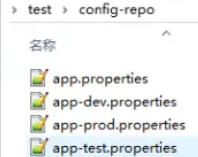 test › config-repo
名称
app.properties
app-dev.properties
app-prod.properties
app-test.properties